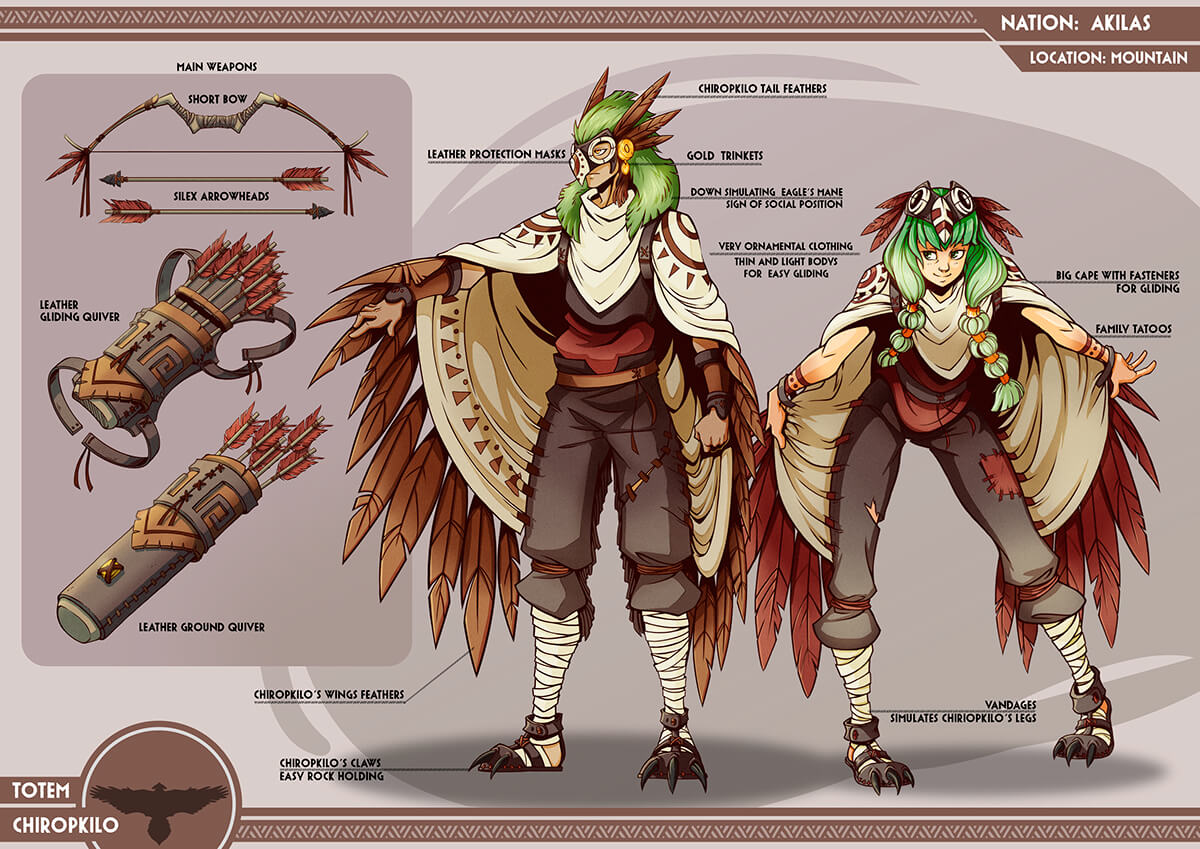 NATION: AKILAS
LOCATION: MOUNTAIN
MAIN WEAPONS
SHORT BOW
SILEX ARROWHEADS
LEATHER
GLIDING QUIVER
LEATHER GROUND QUIVER
CHIROPKILO TAIL FEATHERS
LEATHER PROTECTION MASKS
GOLD TRINKETS
DOWN SIMULATING EAGLE'S MANE
SIGN OF SOCIAL POSITION
VERY ORNAMENTAL CLOTHING
THIN AND LIGHT BODYS
FOR EASY GLIDING
BIG CAPE WITH FASTENERS
FOR GLIDING
FAMILY TATOOS
CHIROPKILO'S WINGS FEATHERS
VANDAGES
SIMULATES CHIRIOPKILO'S LEGS
CHIROPKILO'S CLAWS
EASY ROCK HOLDING
TOTEM
CHIROPKILO